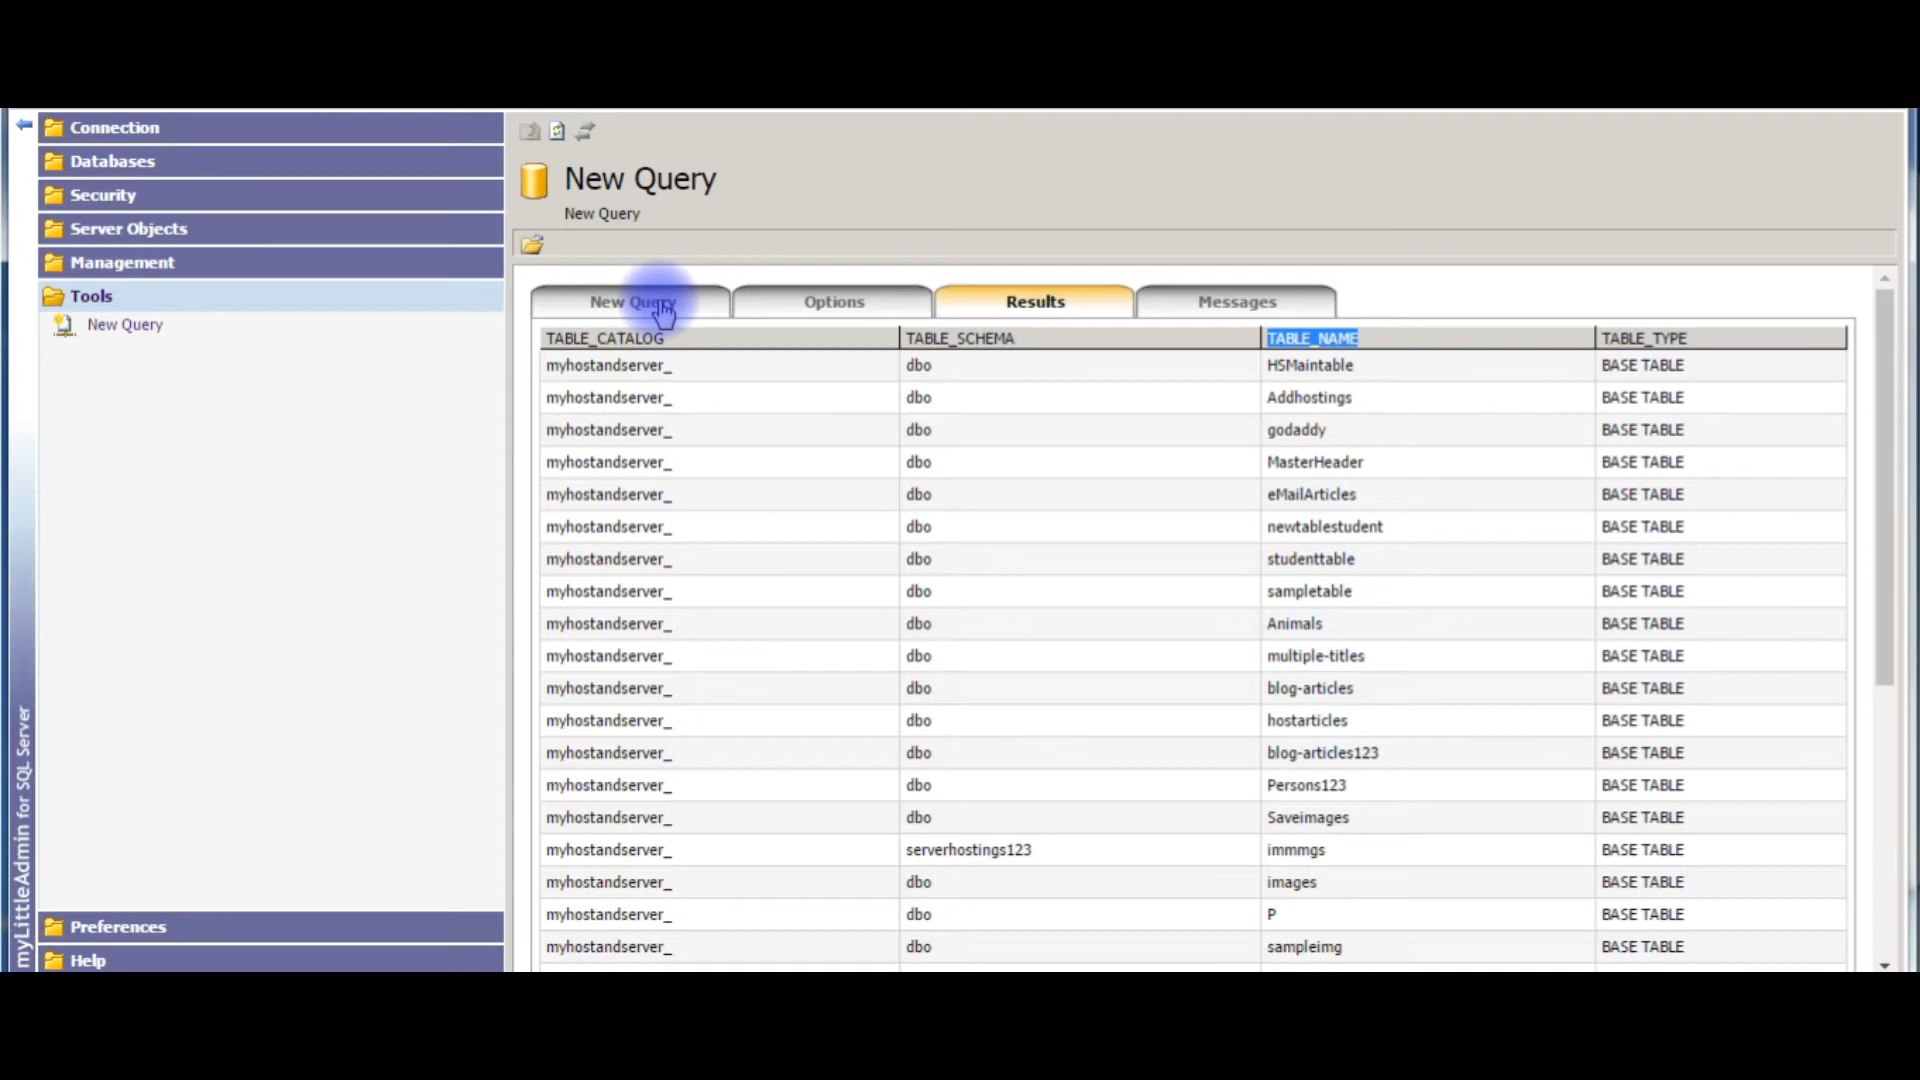 Connection
Databases
Security
Server Objects
Management
Tools
New Query
Preferences
Help
myLittleAdmin for SQL Server
New Query
New Query
New Query Options Results Messages
TABLE_CATALOG TABLE_SCHEMA TABLE_NAME TABLE_TYPE
myhostandserver_ dbo HSMaintable BASE TABLE
myhostandserver_ dbo Addhostings BASE TABLE
myhostandserver_ dbo godaddy BASE TABLE
myhostandserver_ dbo MasterHeader BASE TABLE
myhostandserver_ dbo eMailArticles BASE TABLE
myhostandserver_ dbo newtablestudent BASE TABLE
myhostandserver_ dbo studenttable BASE TABLE
myhostandserver_ dbo sampletable BASE TABLE
myhostandserver_ dbo Animals BASE TABLE
myhostandserver_ dbo multiple-titles BASE TABLE
myhostandserver_ dbo blog-articles BASE TABLE
myhostandserver_ dbo hostarticles BASE TABLE
myhostandserver_ dbo blog-articles123 BASE TABLE
myhostandserver_ dbo Persons123 BASE TABLE
myhostandserver_ dbo Saveimages BASE TABLE
myhostandserver_ serverhostings123 immmgs BASE TABLE
myhostandserver_ dbo images BASE TABLE
myhostandserver_ dbo P BASE TABLE
myhostandserver_ dbo sampleimg BASE TABLE